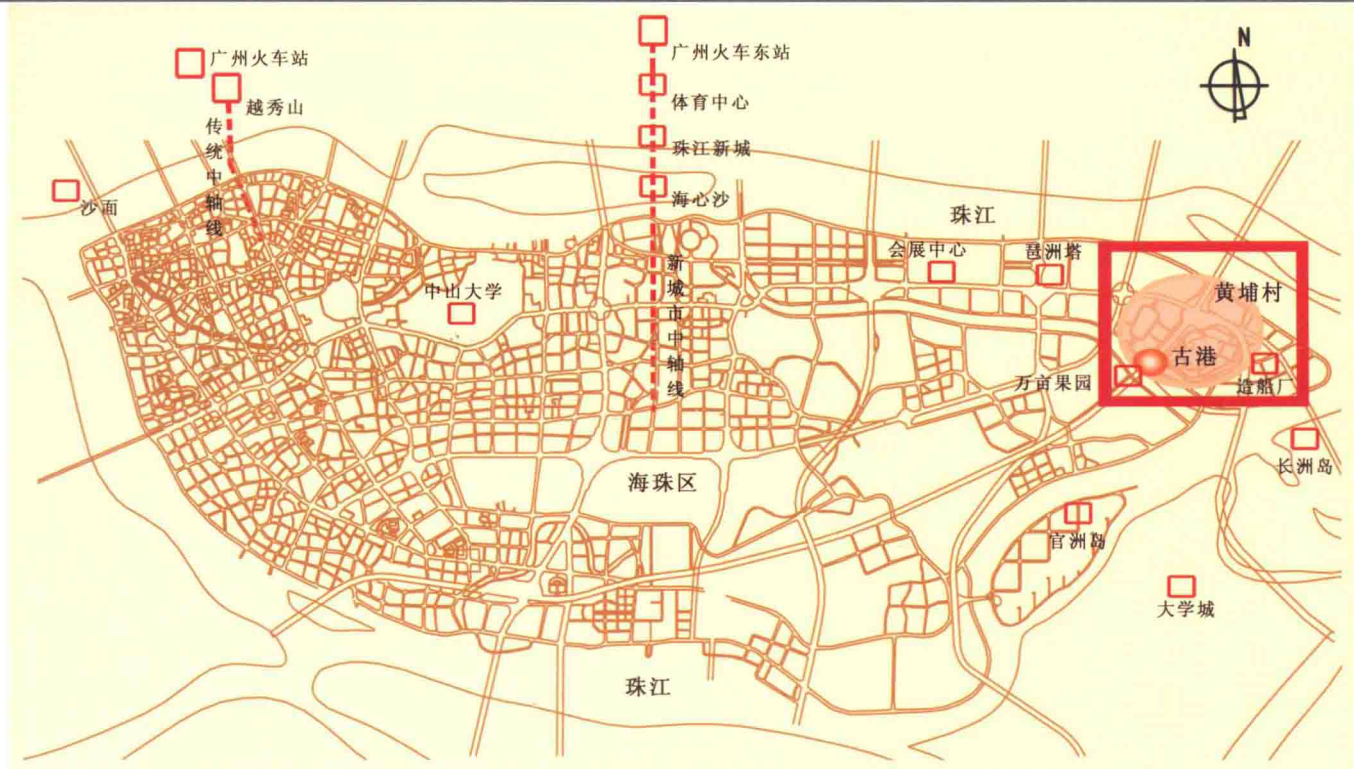 N
广州火车站
广州火车东站
越秀山
体育中心
传统中轴线
珠江新城
沙面
海心沙
珠江
会展中心
琶洲塔
新城市中轴线
中山大学
黄埔村
古港
万亩果园
造船厂
长洲岛
海珠区
官洲岛
大学城
珠江